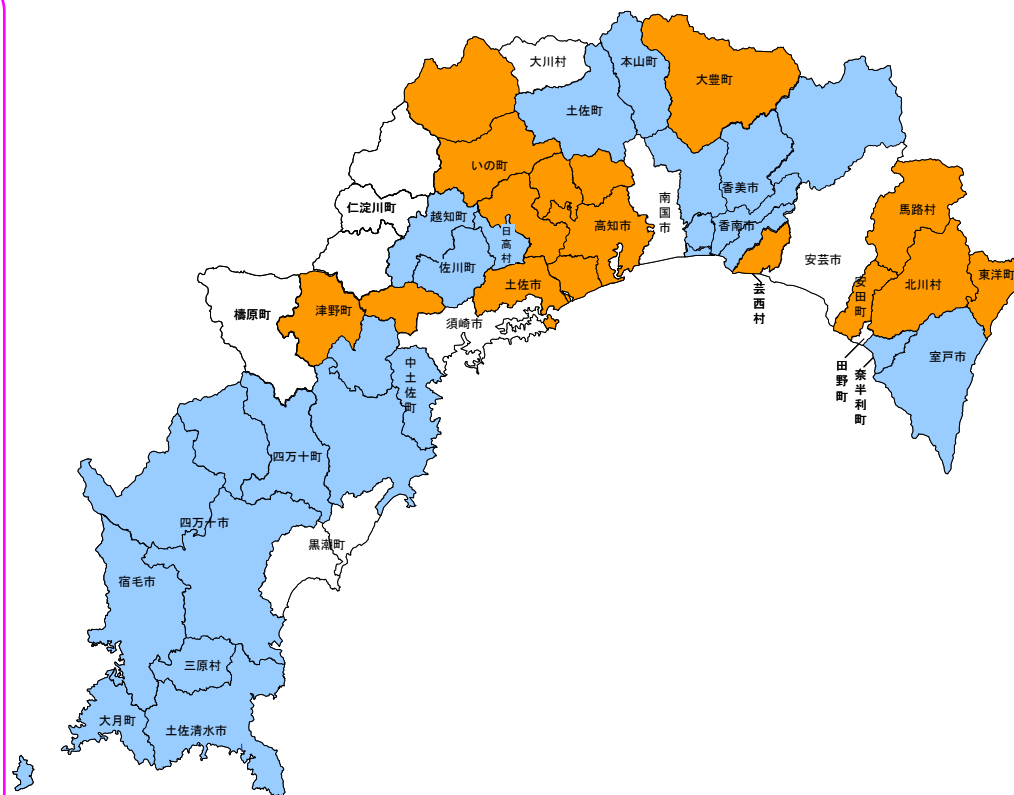 大川村
本山町
大豊町
土佐町
いの町
香美市
仁淀川町
越知町
南国市
馬路村
高知市
香南市
日高村
安芸市
佐川町
東洋町
土佐市
北川村
安田町
芸西村
津野町
檮原町
須崎市
室戸市
中土佐町
田野町
奈半利町
四万十町
四万十市
黒潮町
宿毛市
三原村
大月町
土佐清水市